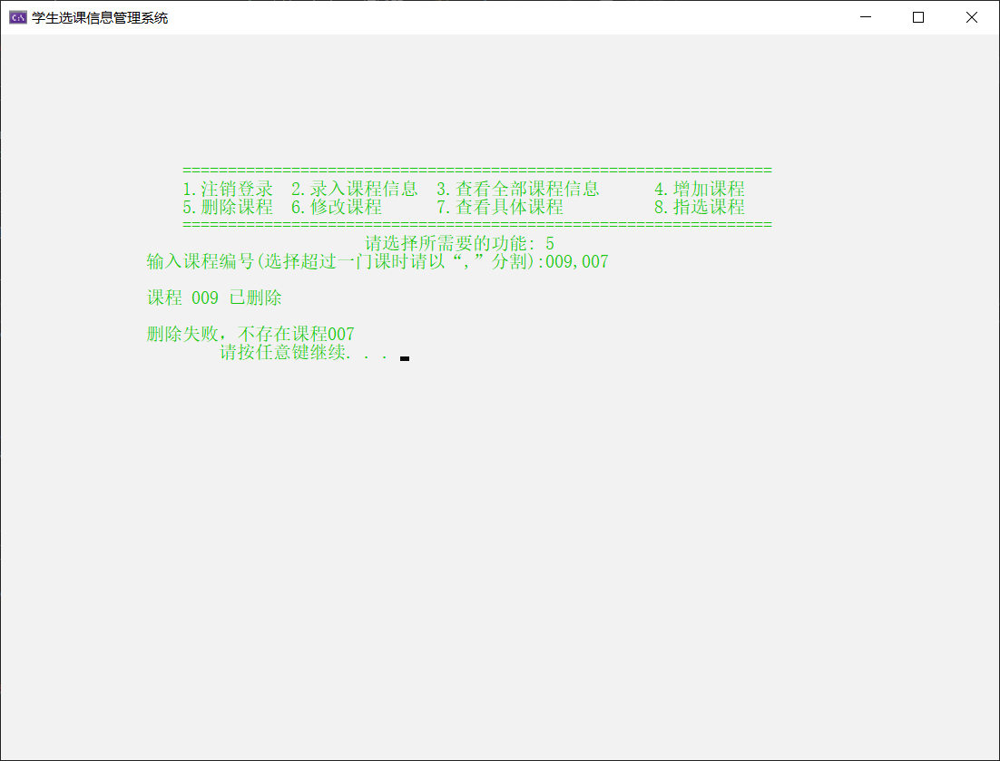 学生选课信息管理系统
=================================================================
1.注销登录  2.录入课程信息  3.查看全部课程信息      4.增加课程
5.删除课程  6.修改课程      7.查看具体课程          8.指选课程
=================================================================
请选择所需要的功能: 5
输入课程编号(选择超过一门课时请以“,”分割):009,007
课程 009 已删除
删除失败，不存在课程007
请按任意键继续. . .